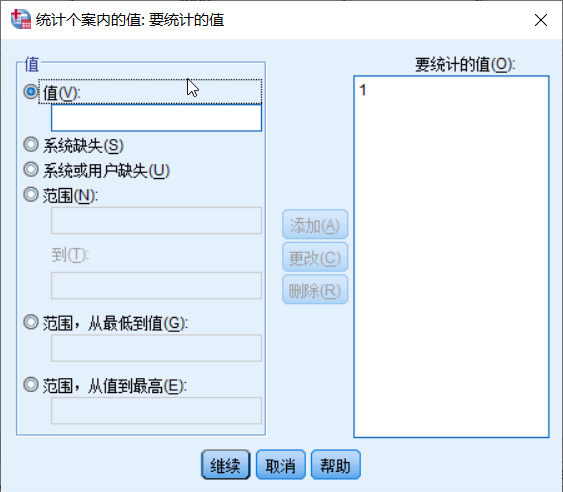 统计个案内的值: 要统计的值
值
值(V):
系统缺失(S)
系统或用户缺失(U)
范围(N):
到(T):
范围，从最低到值(G):
范围，从值到最高(E):
添加(A)
更改(C)
删除(R)
要统计的值(O):
1
继续 取消 帮助